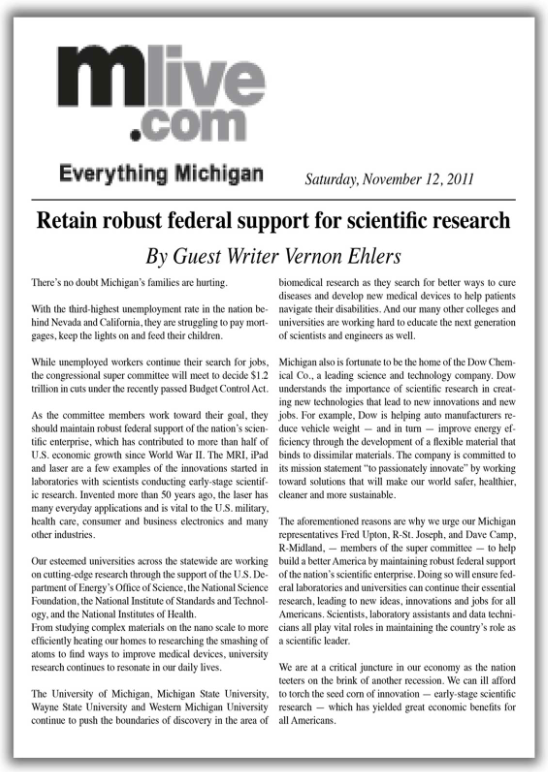 mlive
.com
Everything Michigan
Saturday, November 12, 2011
Retain robust federal support for scientific research
By Guest Writer Vernon Ehlers
There's no doubt Michigan's families are hurting.
With the third-highest unemployment rate in the nation be-
hind Nevada and California, they are struggling to pay mort-
gages, keep the lights on and feed their children.
While unemployed workers continue their search for jobs,
the congressional super committee will meet to decide $1.2
trillion in cuts under the recently passed Budget Control Act.
As the committee members work toward their goal, they
should maintain robust federal support of the nation's scien-
tific enterprise, which has contributed to more than half of
U.S. economic growth since World War II. The MRI, iPad
and laser are a few examples of the innovations started in
laboratories with scientists conducting early-stage scientif-
ic research. Invented more than 50 years ago, the laser has
many everyday applications and is vital to the U.S. military,
health care, consumer and business electronics and many
other industries.
Our esteemed universities across the statewide are working
on cutting-edge research through the support of the U.S. De-
partment of Energy's Office of Science, the National Science
Foundation, the National Institute of Standards and Technol-
ogy, and the National Institutes of Health.
From studying complex materials on the nano scale to more
efficiently heating our homes to researching the smashing of
atoms to find ways to improve medical devices, university
research continues to resonate in our daily lives.
The University of Michigan, Michigan State University,
Wayne State University and Western Michigan University
continue to push the boundaries of discovery in the area of
biomedical research as they search for better ways to cure
diseases and develop new medical devices to help patients
navigate their disabilities. And our many other colleges and
universities are working hard to educate the next generation
of scientists and engineers as well.
Michigan also is fortunate to be the home of the Dow Chem-
ical Co., a leading science and technology company. Dow
understands the importance of scientific research in creat-
ing new technologies that lead to new innovations and new
jobs. For example, Dow is helping auto manufacturers re-
duce vehicle weight — and in turn — improve energy ef-
ficiency through the development of a flexible material that
binds to dissimilar materials. The company is committed to
its mission statement "to passionately innovate" by working
toward solutions that will make our world safer, healthier,
cleaner and more sustainable.
The aforementioned reasons are why we urge our Michigan
representatives Fred Upton, R-St. Joseph, and Dave Camp,
R-Midland, — members of the super committee — to help
build a better America by maintaining robust federal support
of the nation's scientific enterprise. Doing so will ensure fed-
eral laboratories and universities can continue their essential
research, leading to new ideas, innovations and jobs for all
Americans. Scientists, laboratory assistants and data techni-
cians all play vital roles in maintaining the country's role as
a scientific leader.
We are at a critical juncture in our economy as the nation
teeters on the brink of another recession. We can ill afford
to torch the seed corn of innovation — early-stage scientific
research — which has yielded great economic benefits for
all Americans.